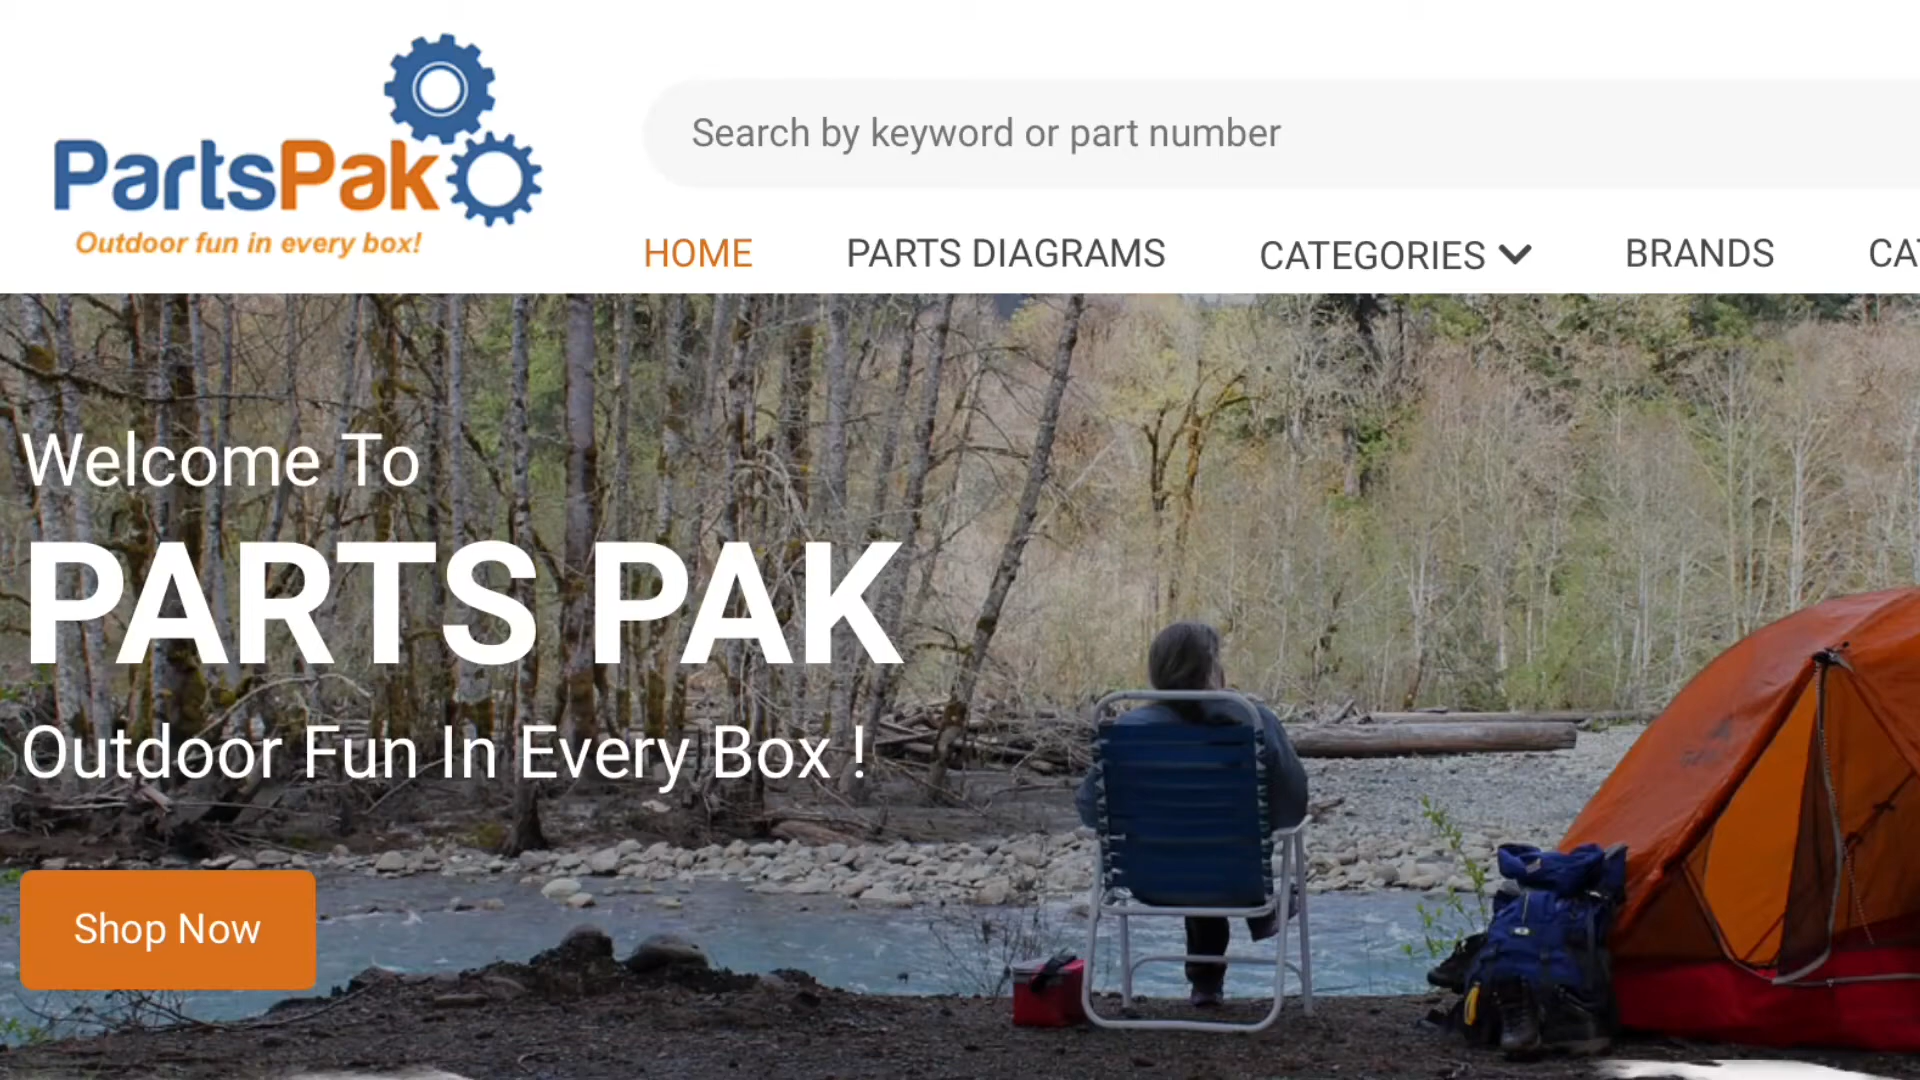 PartsPak
Outdoor fun in every box!
Search by keyword or part number
HOME PARTS DIAGRAMS CATEGORIES BRANDS
Welcome To
PARTS PAK
Outdoor Fun In Every Box !
Shop Now